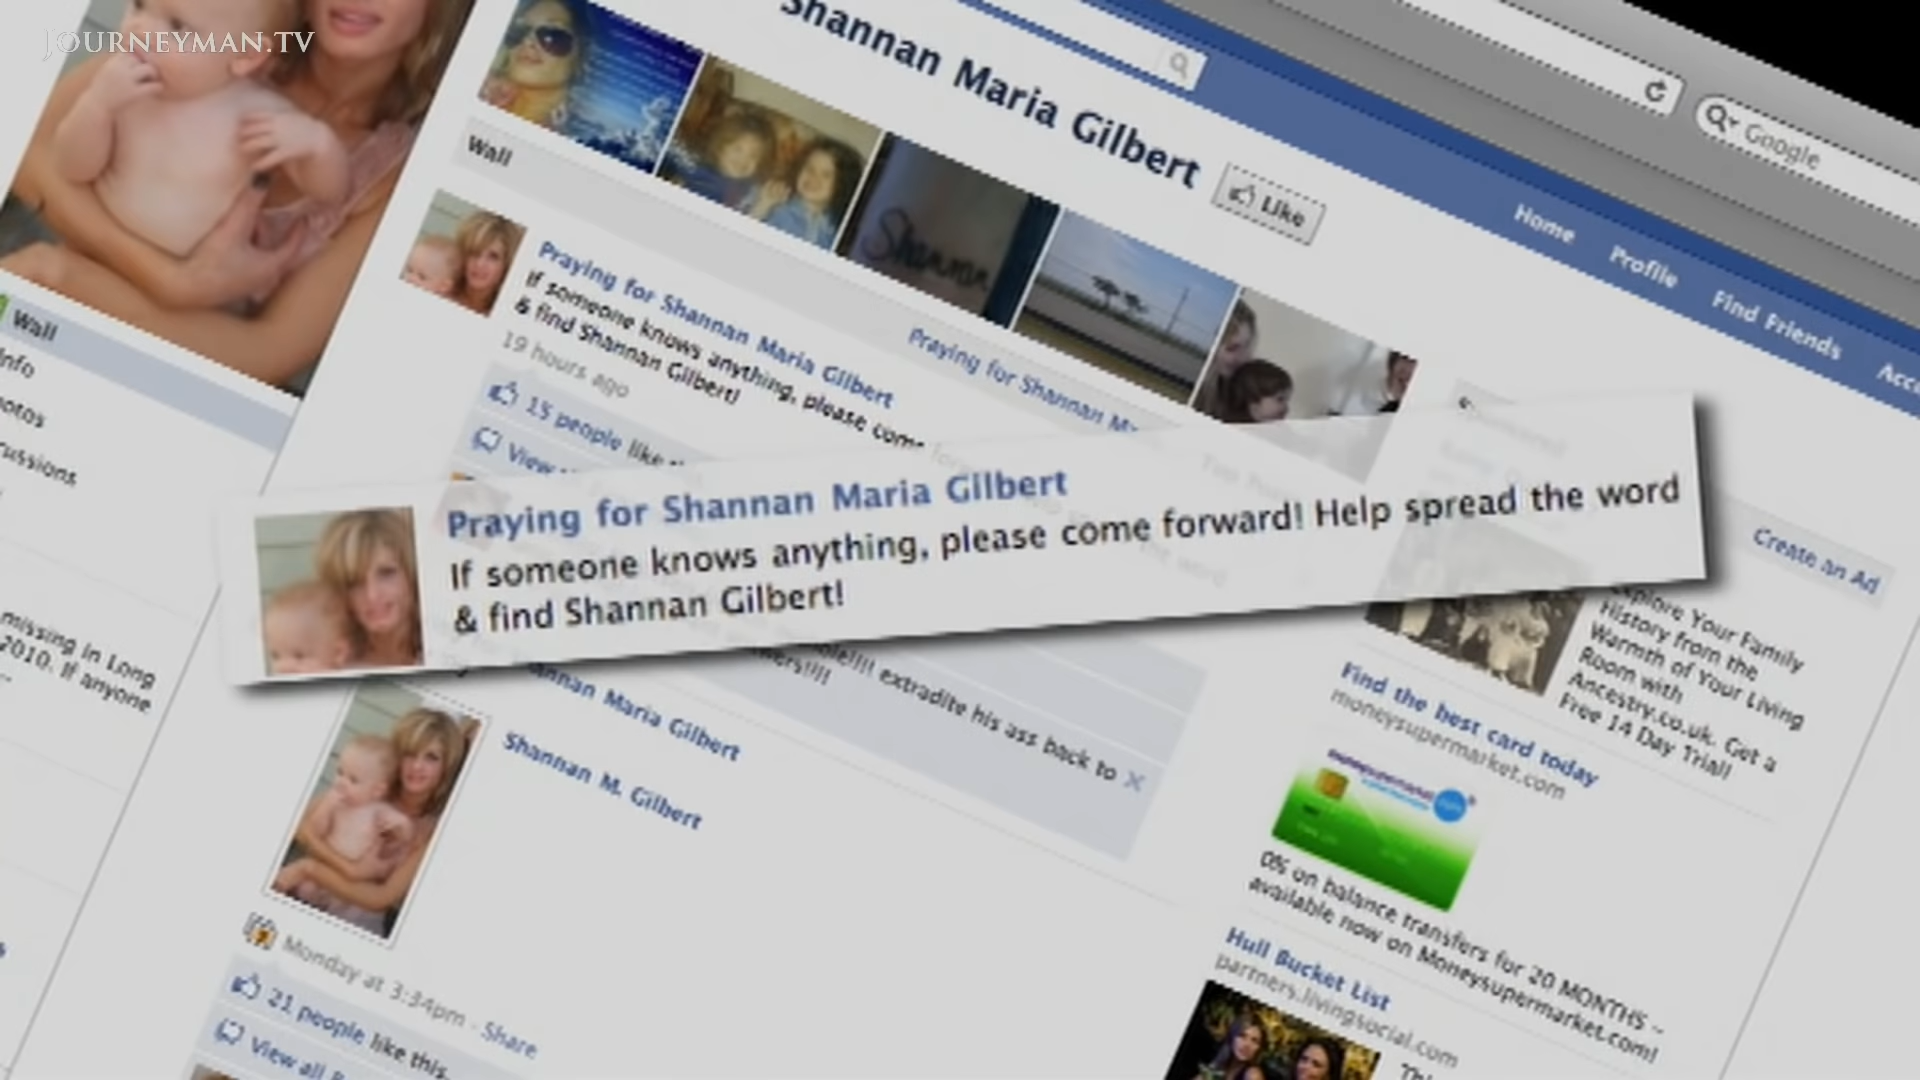 JOURNEYMAN.TV
Shannan Maria Gilbert
Like
Google
Home
Profile
Find Friends
Wall
Shannan
Praying for Shannan Maria Gilbert
If someone knows anything, please come
& find Shannan Gilbert!
19 hours ago
Praying for Shannan M
15 people like
View
Wall
Praying for Shannan Maria Gilbert
If someone knows anything, please come forward! Help spread the word
& find Shannan Gilbert!
extradite his ass back to
missing in Long
2010. If anyone
Maria Gilbert
Shannan M. Gilbert
Monday at 3:34pm · Share
21 people like this.
View all
Create an Ad
Explore Your Family
History from the
Warmth of Your Living
Room with
Ancestry.co.uk. Get a
Free 14 Day Trial!
Find the best card today
moneysupermarket.com
0% on balance transfers for 20 MONTHS –
available now on Moneysupermarket.com!
Hull Bucket List
partners.livingsocial.com